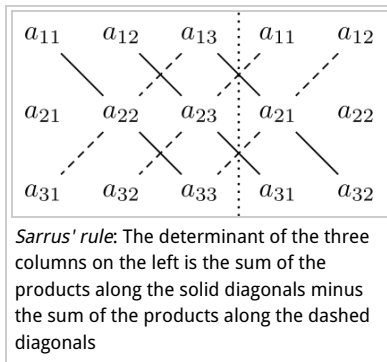 a11 a12 a13 a11 a12
a21 a22 a23 a21 a22
a31 a32 a33 a31 a32
Sarrus' rule: The determinant of the three
columns on the left is the sum of the
products along the solid diagonals minus
the sum of the products along the dashed
diagonals